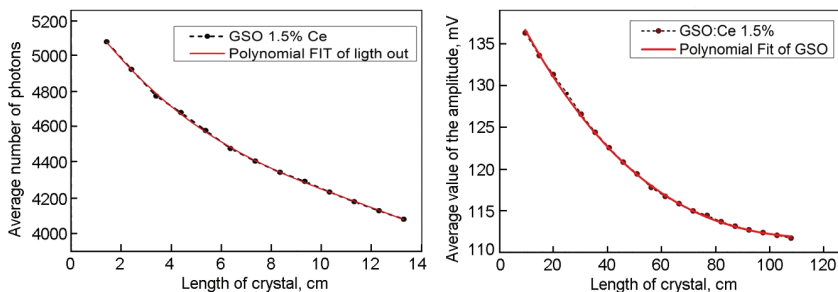 Average number of photons
5200
5000
4800
4600
4400
4200
4000
GSO 1.5% Ce
Polynomial FIT of ligth out
0 2 4 6 8 10 12 14
Length of crystal, cm
Average value of the amplitude, mV
135
130
125
120
115
110
GSO:Ce 1.5%
Polynomial Fit of GSO
0 20 40 60 80 100 120
Length of crystal, cm